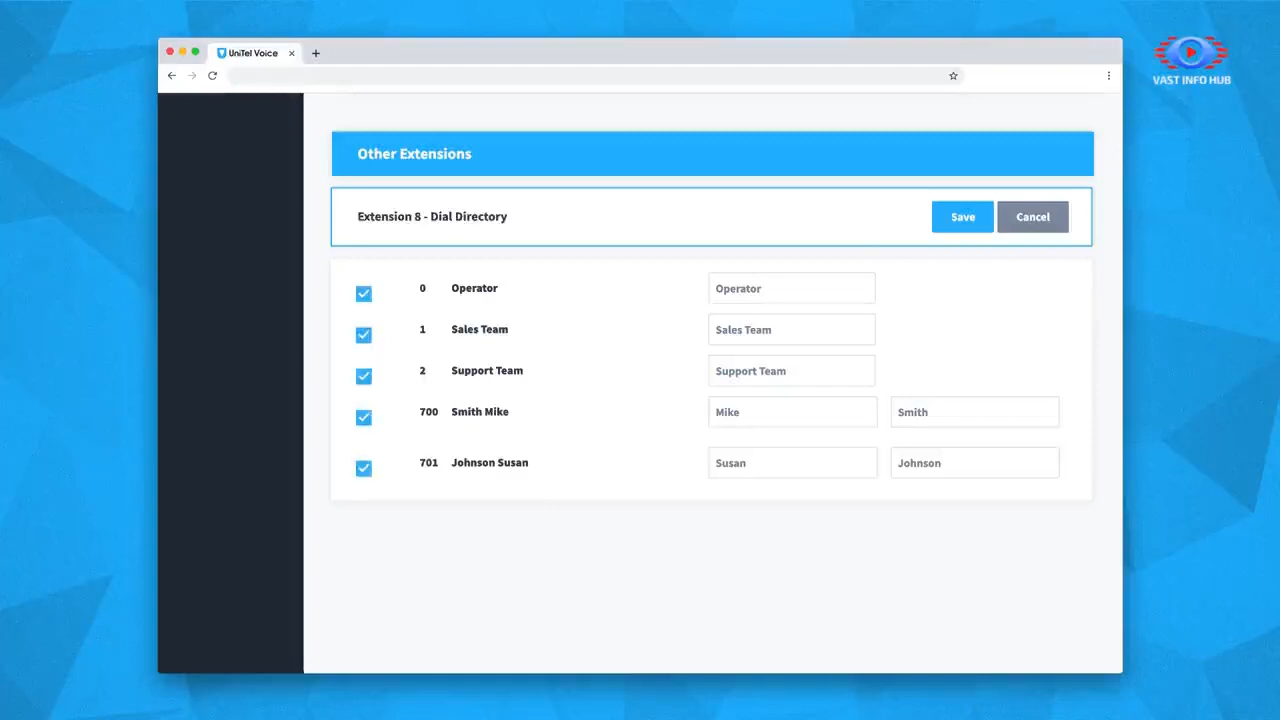 UniTel Voice
VAST INFO HUB
Other Extensions
Extension 8 - Dial Directory
Save
Cancel
0 Operator Operator
1 Sales Team Sales Team
2 Support Team Support Team
700 Smith Mike Mike Smith
701 Johnson Susan Susan Johnson